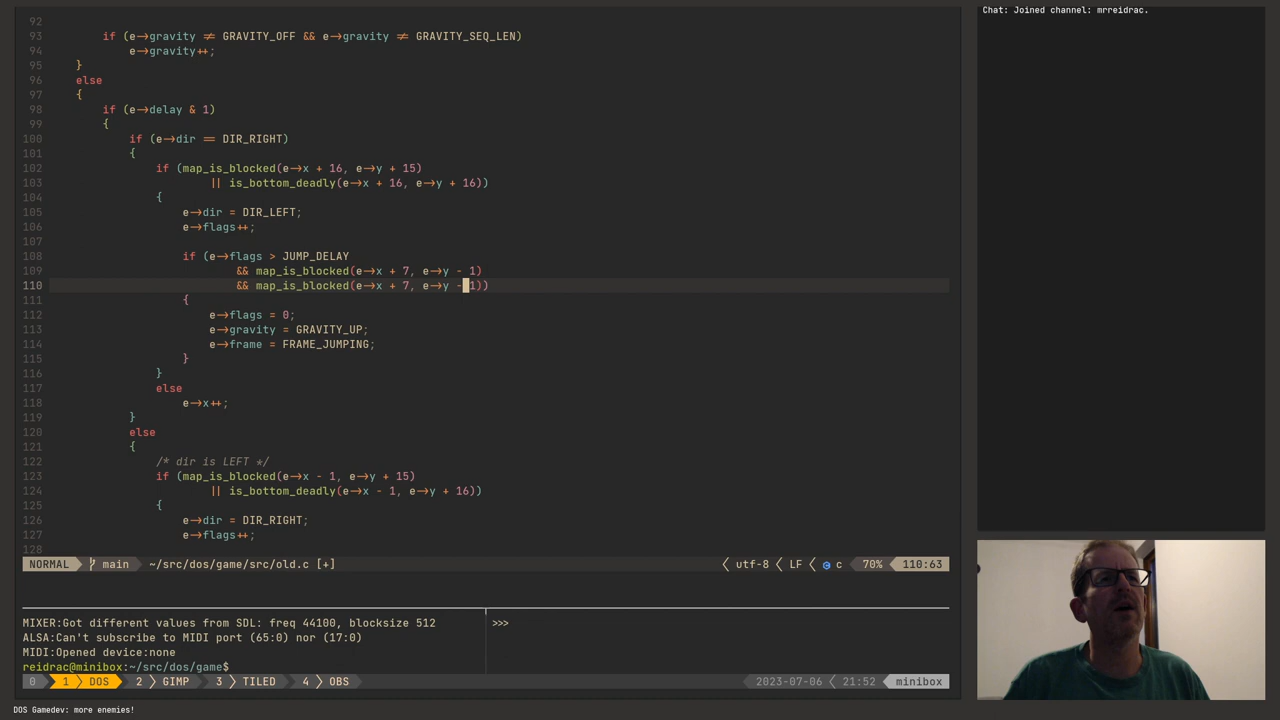 Chat: Joined channel: mrreidrac.
92
93 if (e->gravity != GRAVITY_OFF && e->gravity != GRAVITY_SEQ_LEN)
94 e->gravity++;
95 }
96 else
97 {
98 if (e->delay & 1)
99 {
100 if (e->dir == DIR_RIGHT)
101 {
102 if (map_is_blocked(e->x + 16, e->y + 15)
103 || is_bottom_deadly(e->x + 16, e->y + 16))
104 {
105 e->dir = DIR_LEFT;
106 e->flags++;
107
108 if (e->flags > JUMP_DELAY
109 && map_is_blocked(e->x + 7, e->y - 1)
110 && map_is_blocked(e->x + 7, e->y - 1))
111 {
112 e->flags = 0;
113 e->gravity = GRAVITY_UP;
114 e->frame = FRAME_JUMPING;
115 }
116 }
117 else
118 e->x++;
119 }
120 else
121 {
122 /* dir is LEFT */
123 if (map_is_blocked(e->x - 1, e->y + 15)
124 || is_bottom_deadly(e->x - 1, e->y + 16))
125 {
126 e->dir = DIR_RIGHT;
127 e->flags++;
128
NORMAL main ~/src/dos/game/src/old.c [+] utf-8 LF c 70% 110:63
MIXER:Got different values from SDL: freq 44100, blocksize 512
ALSA:Can't subscribe to MIDI port (65:0) nor (17:0)
MIDI:Opened device:none
reidrac@minibox:~/src/dos/game$
>>>
0 1 DOS 2 GIMP 3 TILED 4 OBS 2023-07-06 21:52 minibox
DOS Gamedev: more enemies!